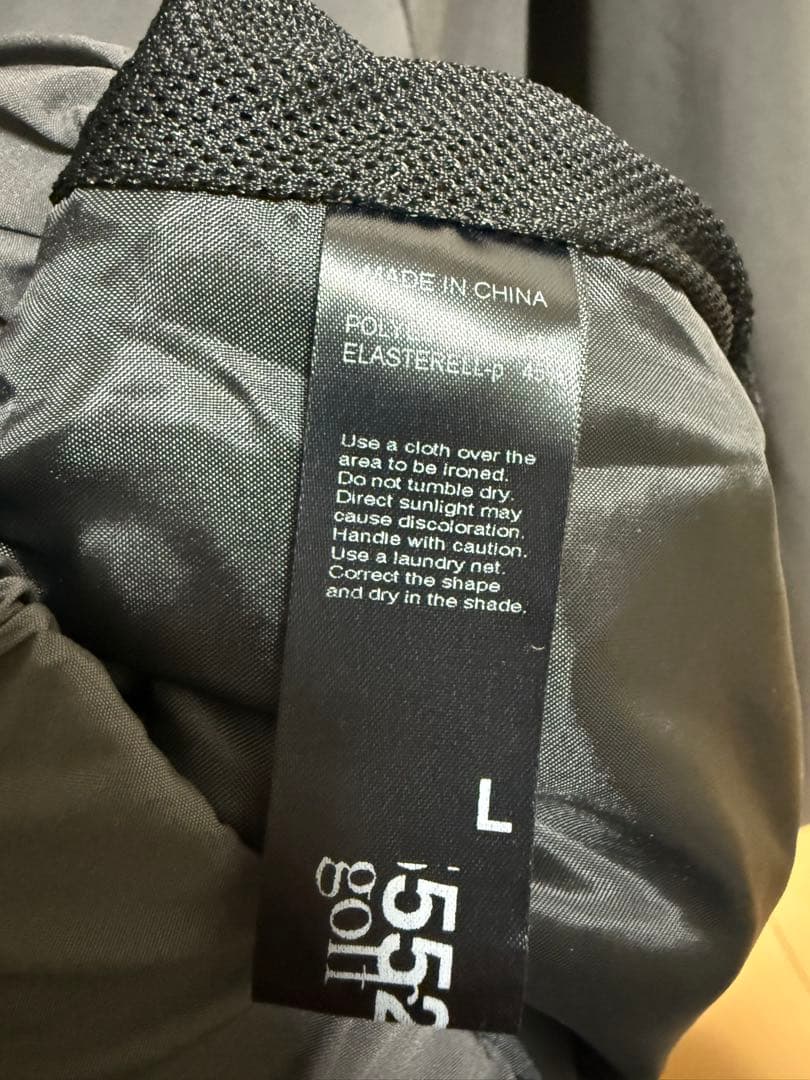 MADE IN CHINA
ELASTERELL-p
Use a cloth over the
area to be ironed.
Do not tumble dry.
Direct sunlight may
cause discoloration.
Handle with caution.
Use a laundry net.
Correct the shape
and dry in the shade.
L
552
golf